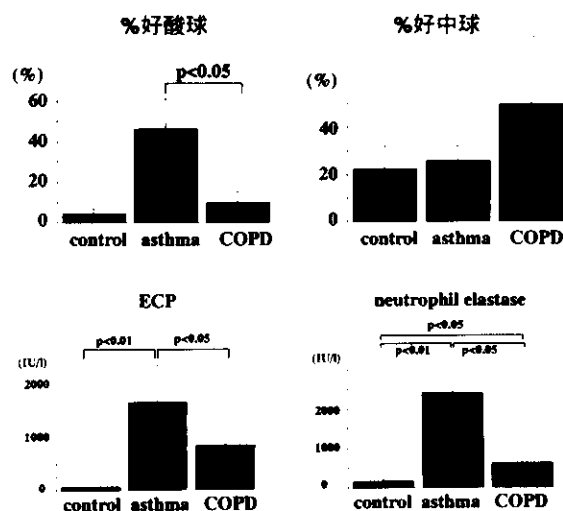 %好酸球
%好中球
(%)
p<0.05
60
40
20
0
control asthma COPD
(%)
40
20
0
control asthma COPD
ECP
p<0.01 p<0.05
(IU/l)
2000
1000
0
control asthma COPD
neutrophil elastase
p<0.05
p<0.01 p<0.05
(IU/l)
2000
1000
0
control asthma COPD